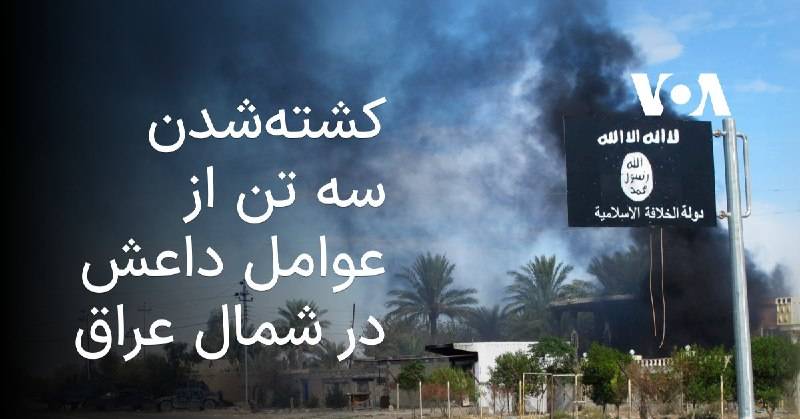 VOA
کشته‌شدن
سه تن از
عوامل داعش
در شمال عراق
لا اله الا الله
الله
رسول
محمد
دولة الخلافة الإسلامية